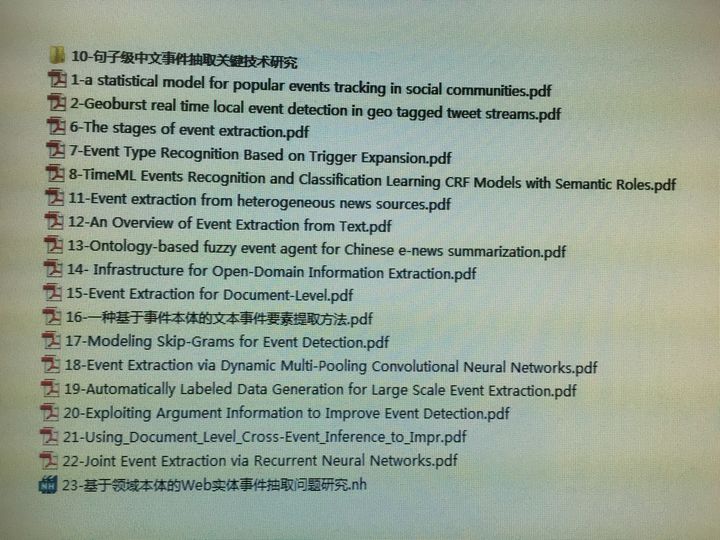 10-句子级中文事件抽取关键技术研究
1-a statistical model for popular events tracking in social communities.pdf
2-Geoburst real time local event detection in geo tagged tweet streams.pdf
6-The stages of event extraction.pdf
7-Event Type Recognition Based on Trigger Expansion.pdf
8-TimeML Events Recognition and Classification Learning CRF Models with Semantic Roles.pdf
11-Event extraction from heterogeneous news sources.pdf
12-An Overview of Event Extraction from Text.pdf
13-Ontology-based fuzzy event agent for Chinese e-news summarization.pdf
14- Infrastructure for Open-Domain Information Extraction.pdf
15-Event Extraction for Document-Level.pdf
16-一种基于事件本体的文本事件要素提取方法.pdf
17-Modeling Skip-Grams for Event Detection.pdf
18-Event Extraction via Dynamic Multi-Pooling Convolutional Neural Networks.pdf
19-Automatically Labeled Data Generation for Large Scale Event Extraction.pdf
20-Exploiting Argument Information to Improve Event Detection.pdf
21-Using_Document_Level_Cross-Event_Inference_to_Impr.pdf
22-Joint Event Extraction via Recurrent Neural Networks.pdf
NH 23-基于领域本体的Web实体事件抽取问题研究.nh